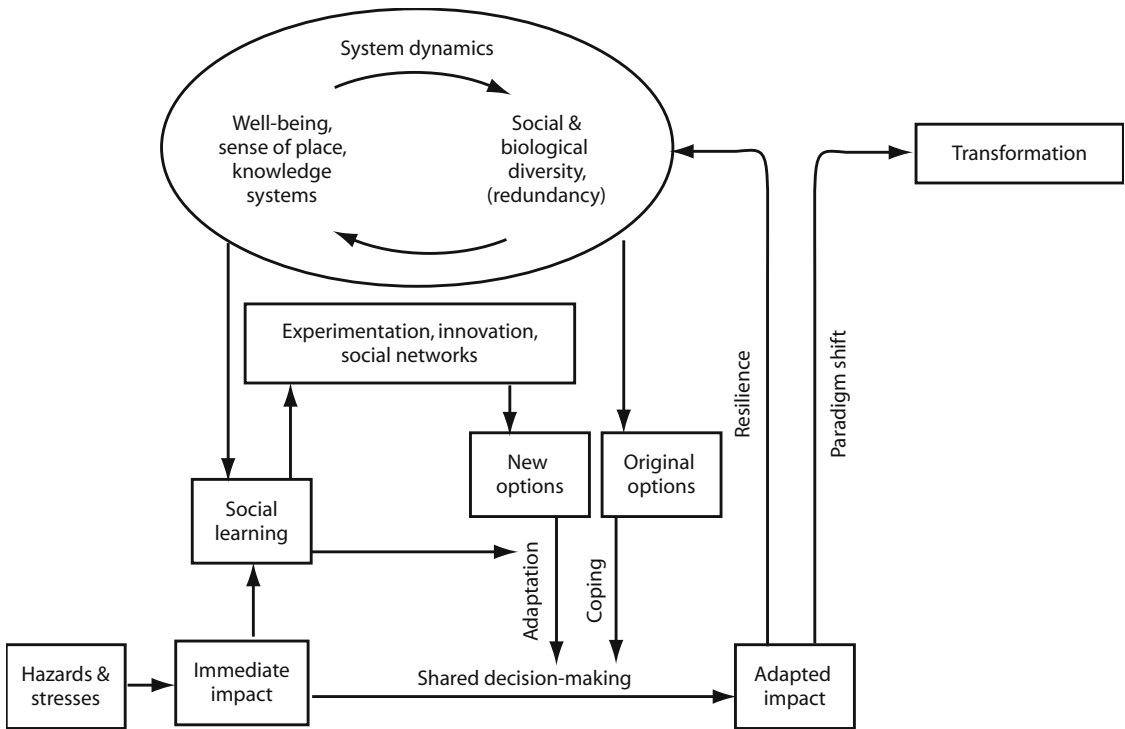 System dynamics
Well-being,
sense of place,
knowledge
systems
Social &
biological
diversity,
(redundancy)
Transformation
Experimentation, innovation,
social networks
Resilience
Paradigm shift
New
options
Original
options
Social
learning
Adaptation
Coping
Hazards &
stresses
Immediate
impact
Shared decision-making
Adapted
impact